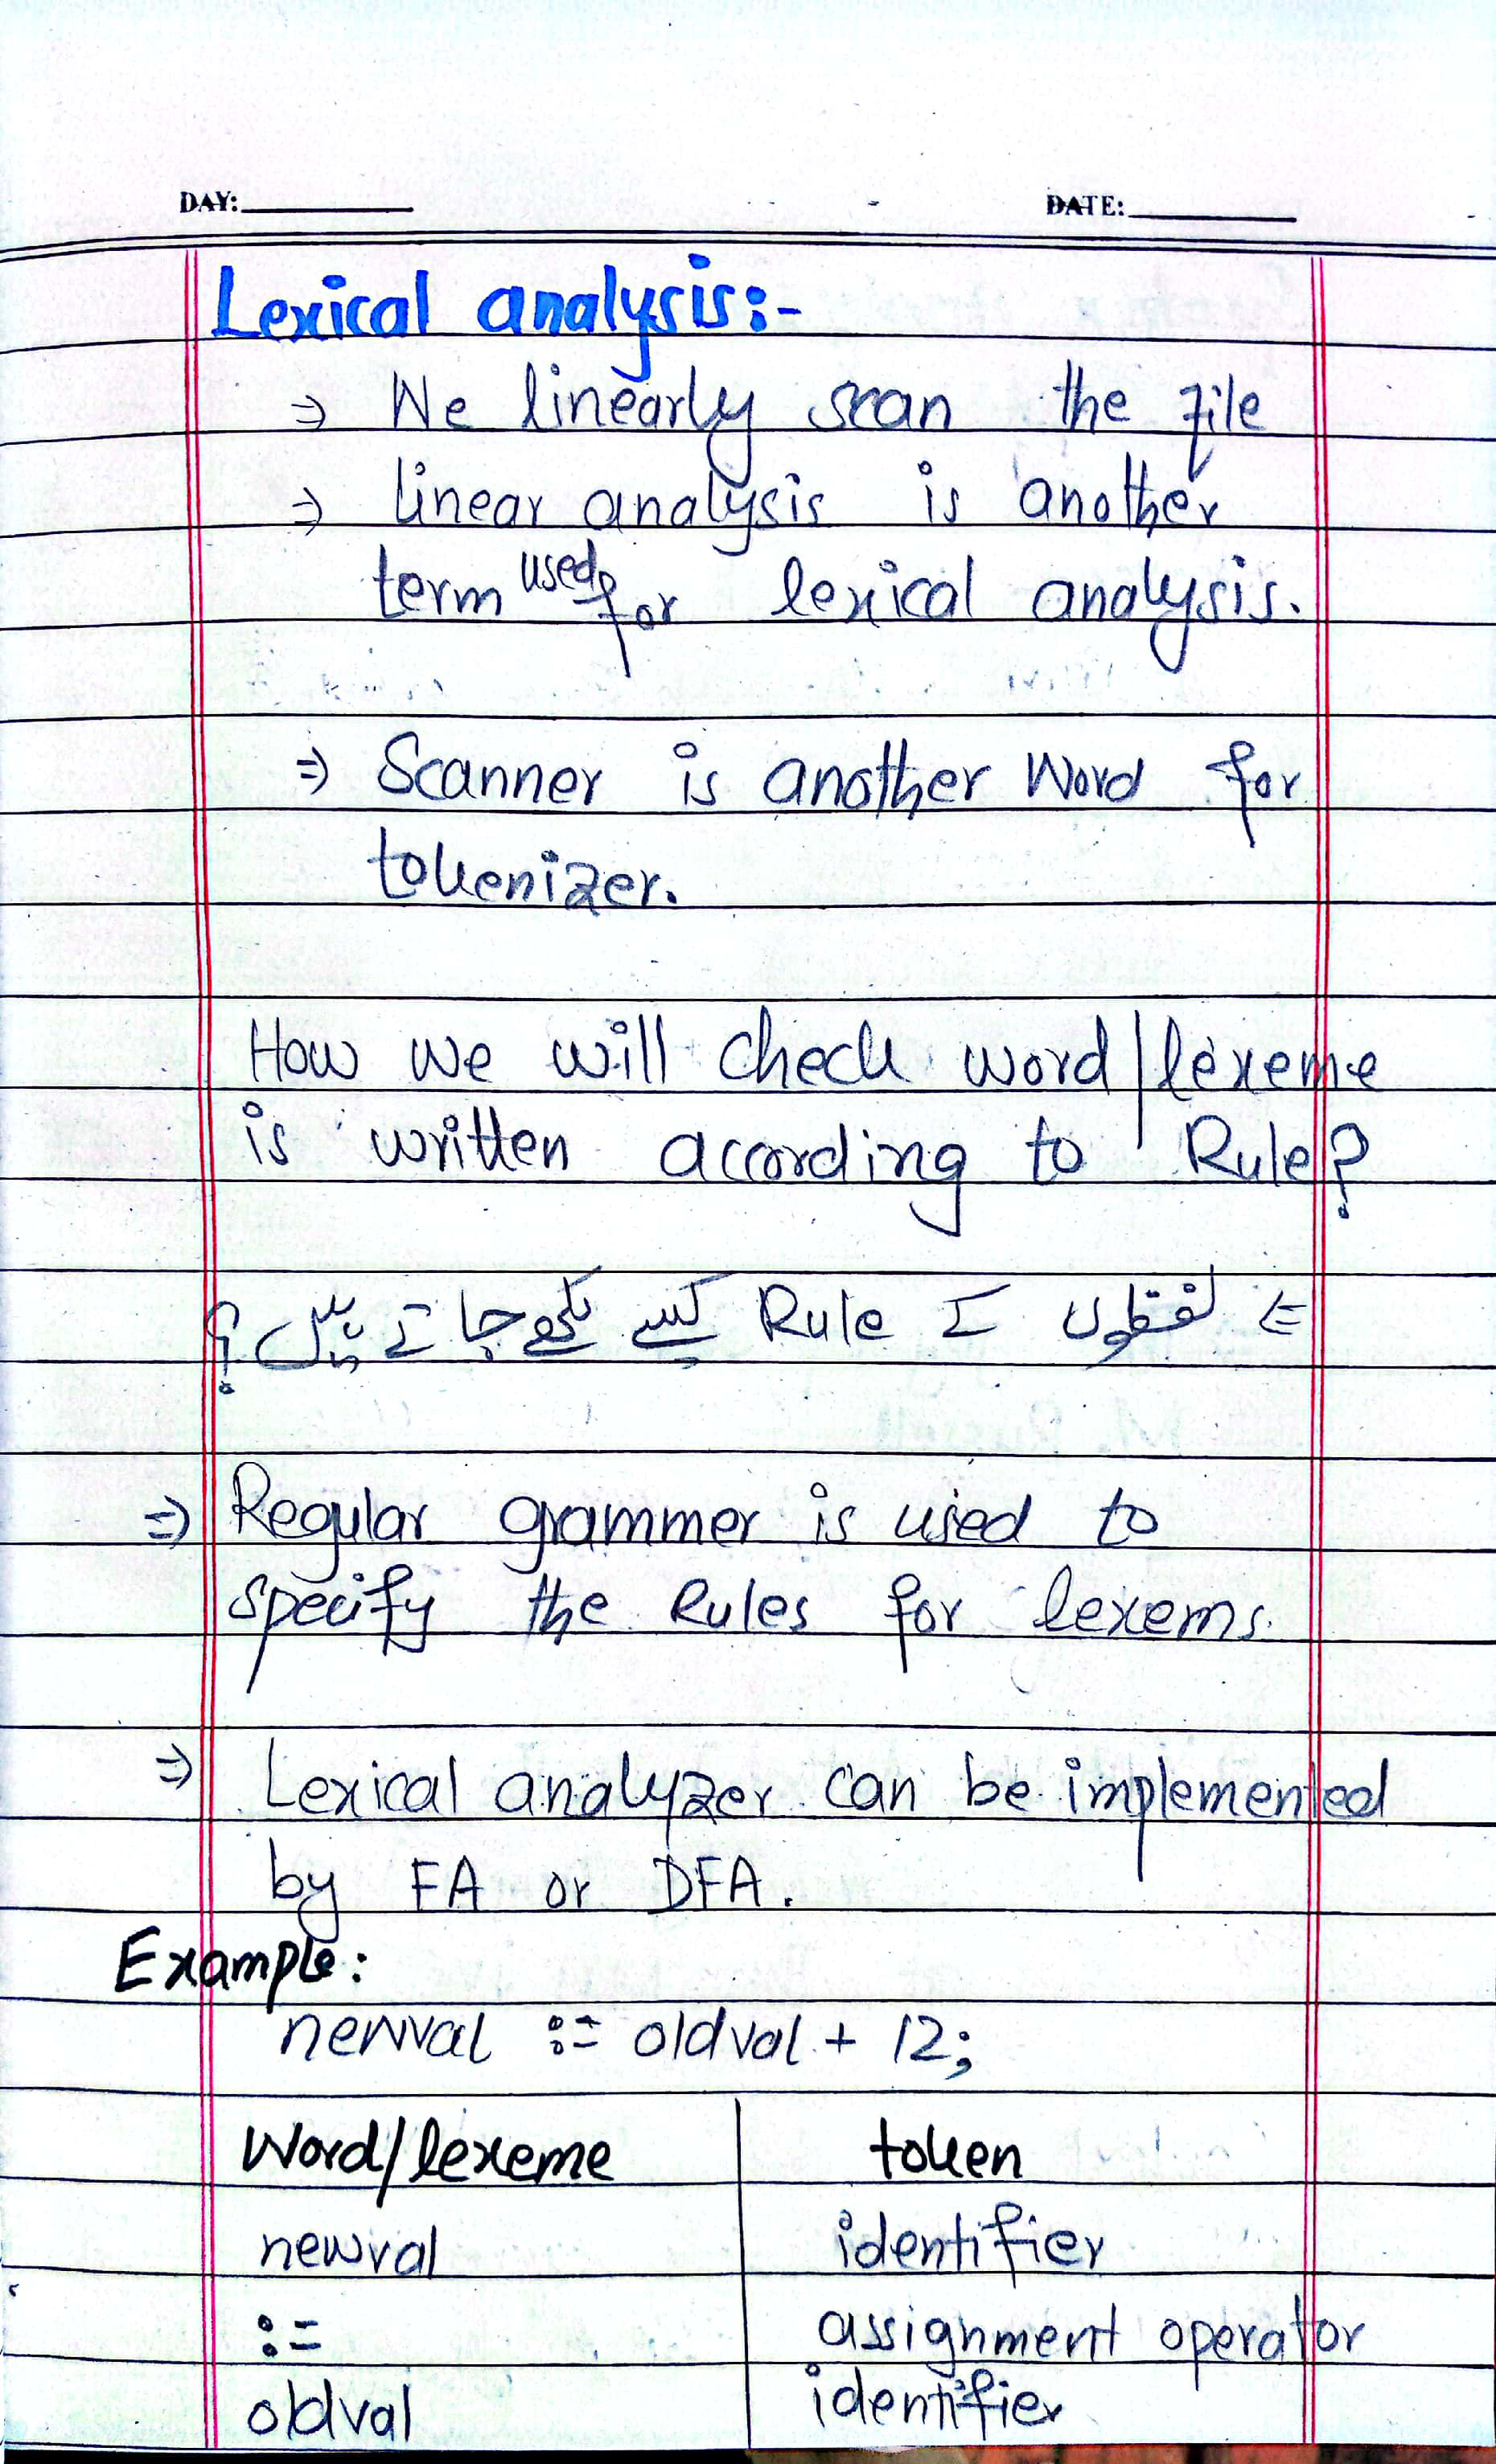 DAY: DATE:
Lexical analysis:-
⇒ We linearly scan the file
⇒ linear analysis is another
term used for lexical analysis.
⇒ Scanner is another Word for
tokenizer.
How we will check word/lexeme
is written according to Rule?
⇐ لفظوں کے Rule کیسے لکھے جاتے ہیں؟
⇒ Regular grammer is used to
specify the Rules for lexems.
⇒ Lexical analyzer can be implemented
by FA or DFA.
Example:
newval := oldval + 12;
Word/lexeme token
newval identifier
:= assignment operator
oldval identifier